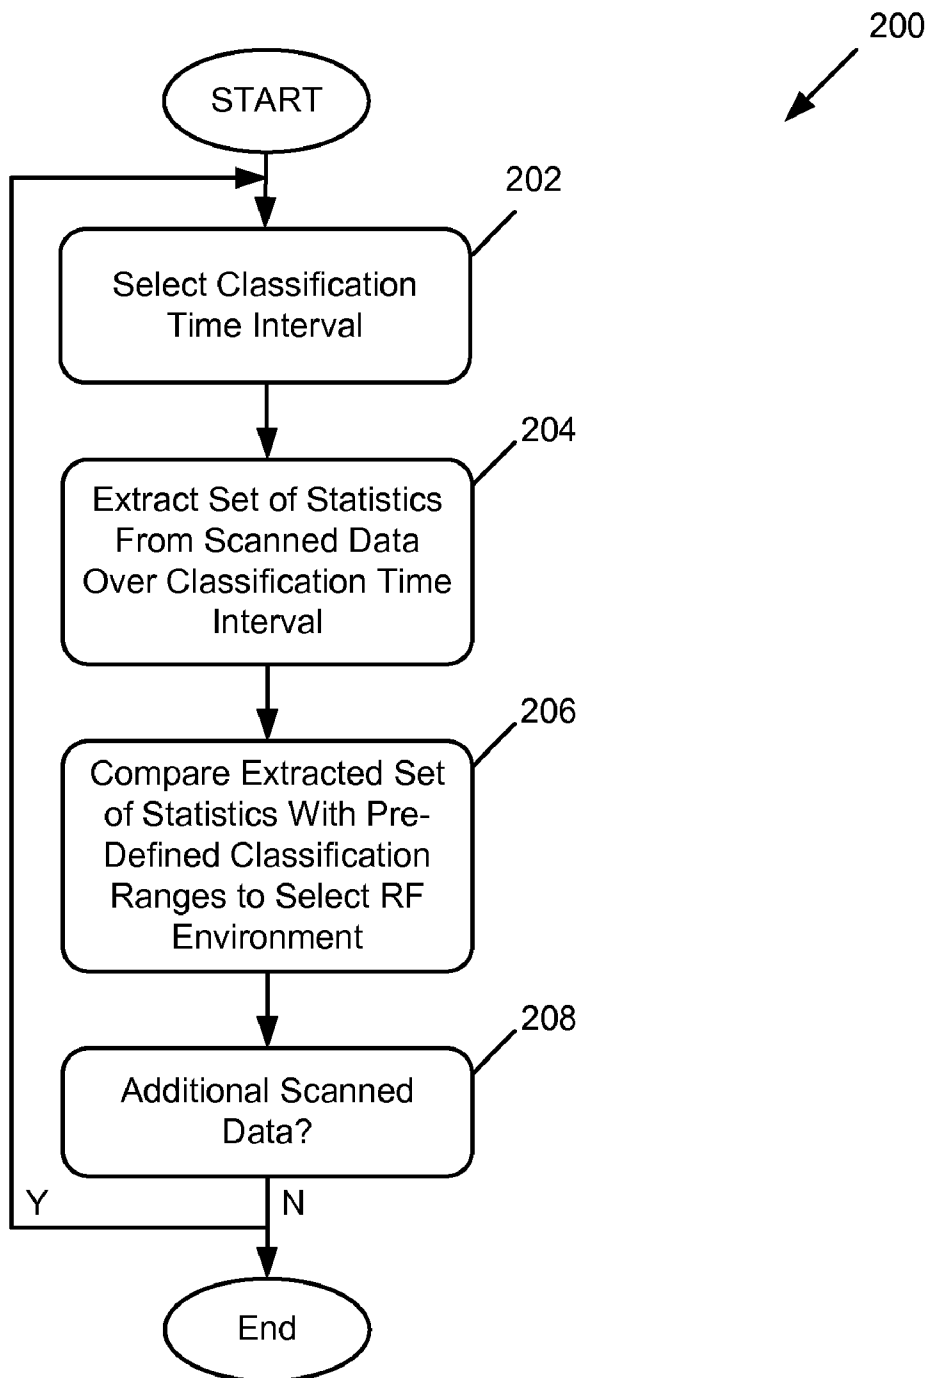 200
START
202
Select Classification
Time Interval
204
Extract Set of Statistics
From Scanned Data
Over Classification Time
Interval
206
Compare Extracted Set
of Statistics With Pre-
Defined Classification
Ranges to Select RF
Environment
208
Additional Scanned
Data?
Y
N
End